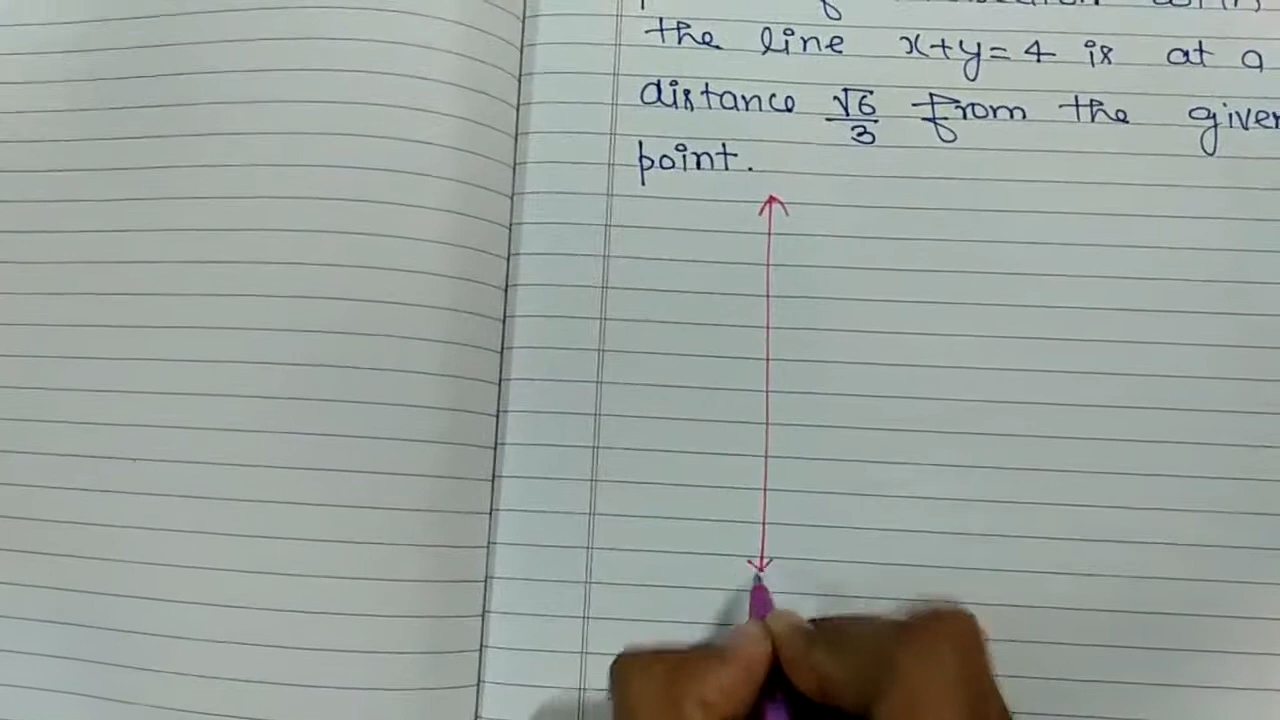 the line x+y=4 is at a
distance √6/3 from the given
point.